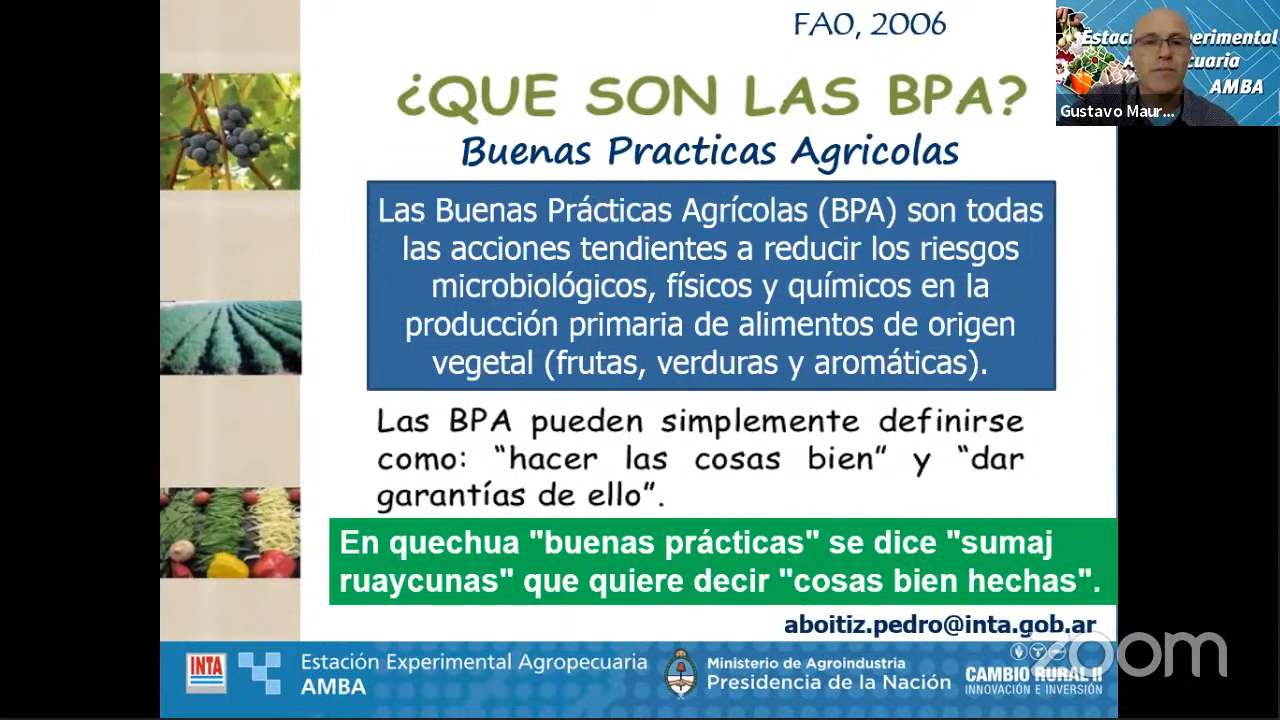 FAO, 2006
¿QUE SON LAS BPA?
Buenas Practicas Agricolas
Las Buenas Prácticas Agrícolas (BPA) son todas
las acciones tendientes a reducir los riesgos
microbiológicos, físicos y químicos en la
producción primaria de alimentos de origen
vegetal (frutas, verduras y aromáticas).
Las BPA pueden simplemente definirse
como: “hacer las cosas bien” y “dar
garantías de ello”.
En quechua "buenas prácticas" se dice "sumaj
ruaycunas" que quiere decir "cosas bien hechas".
aboitiz.pedro@inta.gob.ar
INTA
Estación Experimental Agropecuaria
AMBA
Ministerio de Agroindustria
Presidencia de la Nación
CAMBIO RURAL II
INNOVACIÓN E INVERSIÓN
zoom
AMBA
Gustavo Maur...